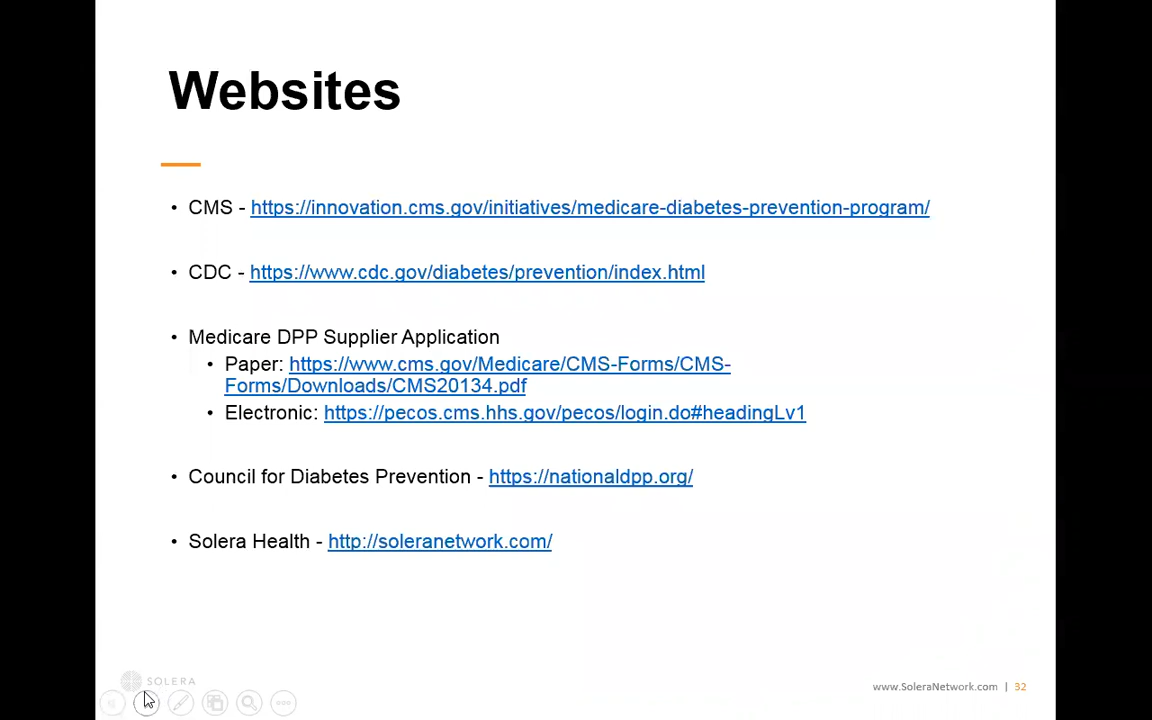 Websites
• CMS - https://innovation.cms.gov/initiatives/medicare-diabetes-prevention-program/
• CDC - https://www.cdc.gov/diabetes/prevention/index.html
• Medicare DPP Supplier Application
• Paper: https://www.cms.gov/Medicare/CMS-Forms/CMS-
Forms/Downloads/CMS20134.pdf
• Electronic: https://pecos.cms.hhs.gov/pecos/login.do#headingLv1
• Council for Diabetes Prevention - https://nationaldpp.org/
• Solera Health - http://soleranetwork.com/
SOLERA
www.SoleraNetwork.com | 32